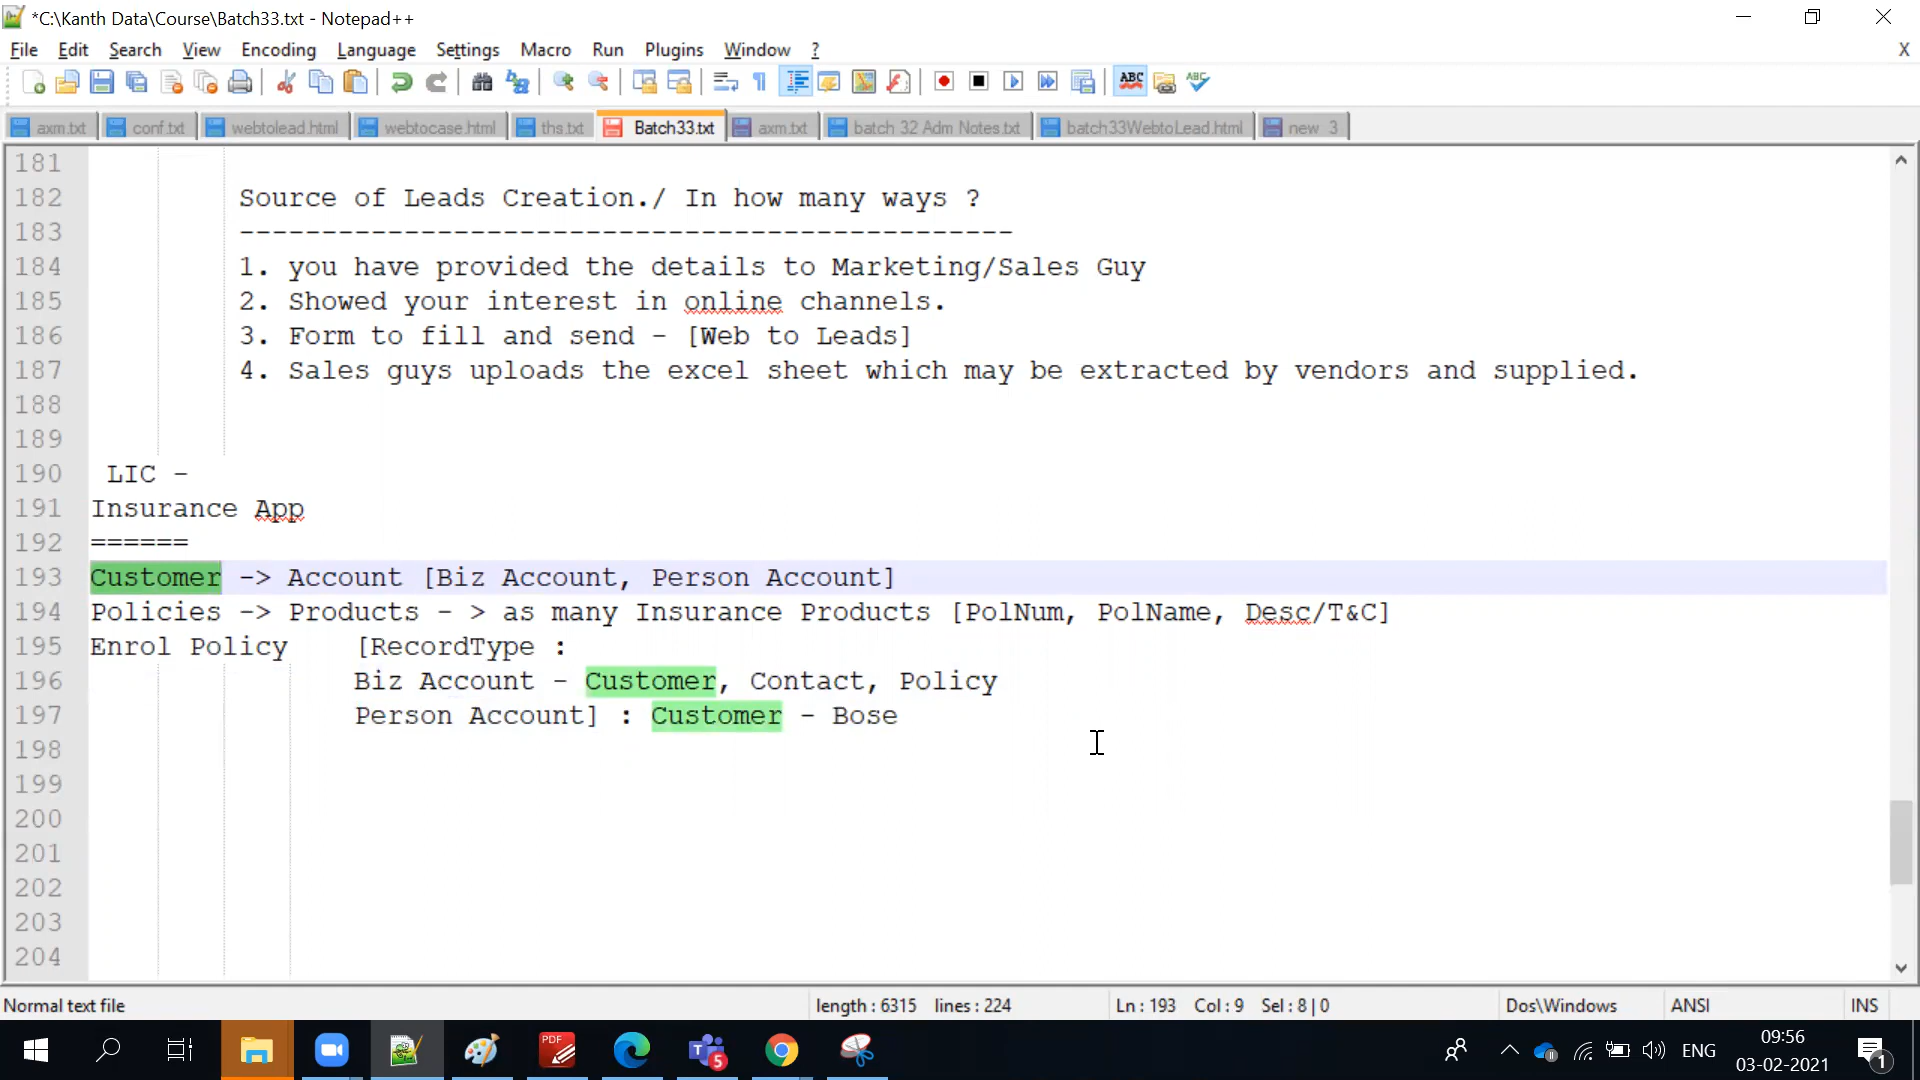 *C:\Kanth Data\Course\Batch33.txt - Notepad++
File Edit Search View Encoding Language Settings Macro Run Plugins Window ? X
axm.txt conf.txt webtolead.html webtocase.html ths.txt Batch33.txt axm.txt batch 32 Adm Notes.txt batch33WebtoLead.html new 3
181
182 Source of Leads Creation./ In how many ways ?
183 -----------------------------------------------
184 1. you have provided the details to Marketing/Sales Guy
185 2. Showed your interest in online channels.
186 3. Form to fill and send - [Web to Leads]
187 4. Sales guys uploads the excel sheet which may be extracted by vendors and supplied.
188
189
190 LIC -
191 Insurance App
192 ======
193 Customer -> Account [Biz Account, Person Account]
194 Policies -> Products - > as many Insurance Products [PolNum, PolName, Desc/T&C]
195 Enrol Policy [RecordType :
196 Biz Account - Customer, Contact, Policy
197 Person Account] : Customer - Bose
198
199
200
201
202
203
204
Normal text file length : 6315 lines : 224 Ln : 193 Col : 9 Sel : 8 | 0 Dos\Windows ANSI INS
PDF 5 ENG 09:56 1
03-02-2021